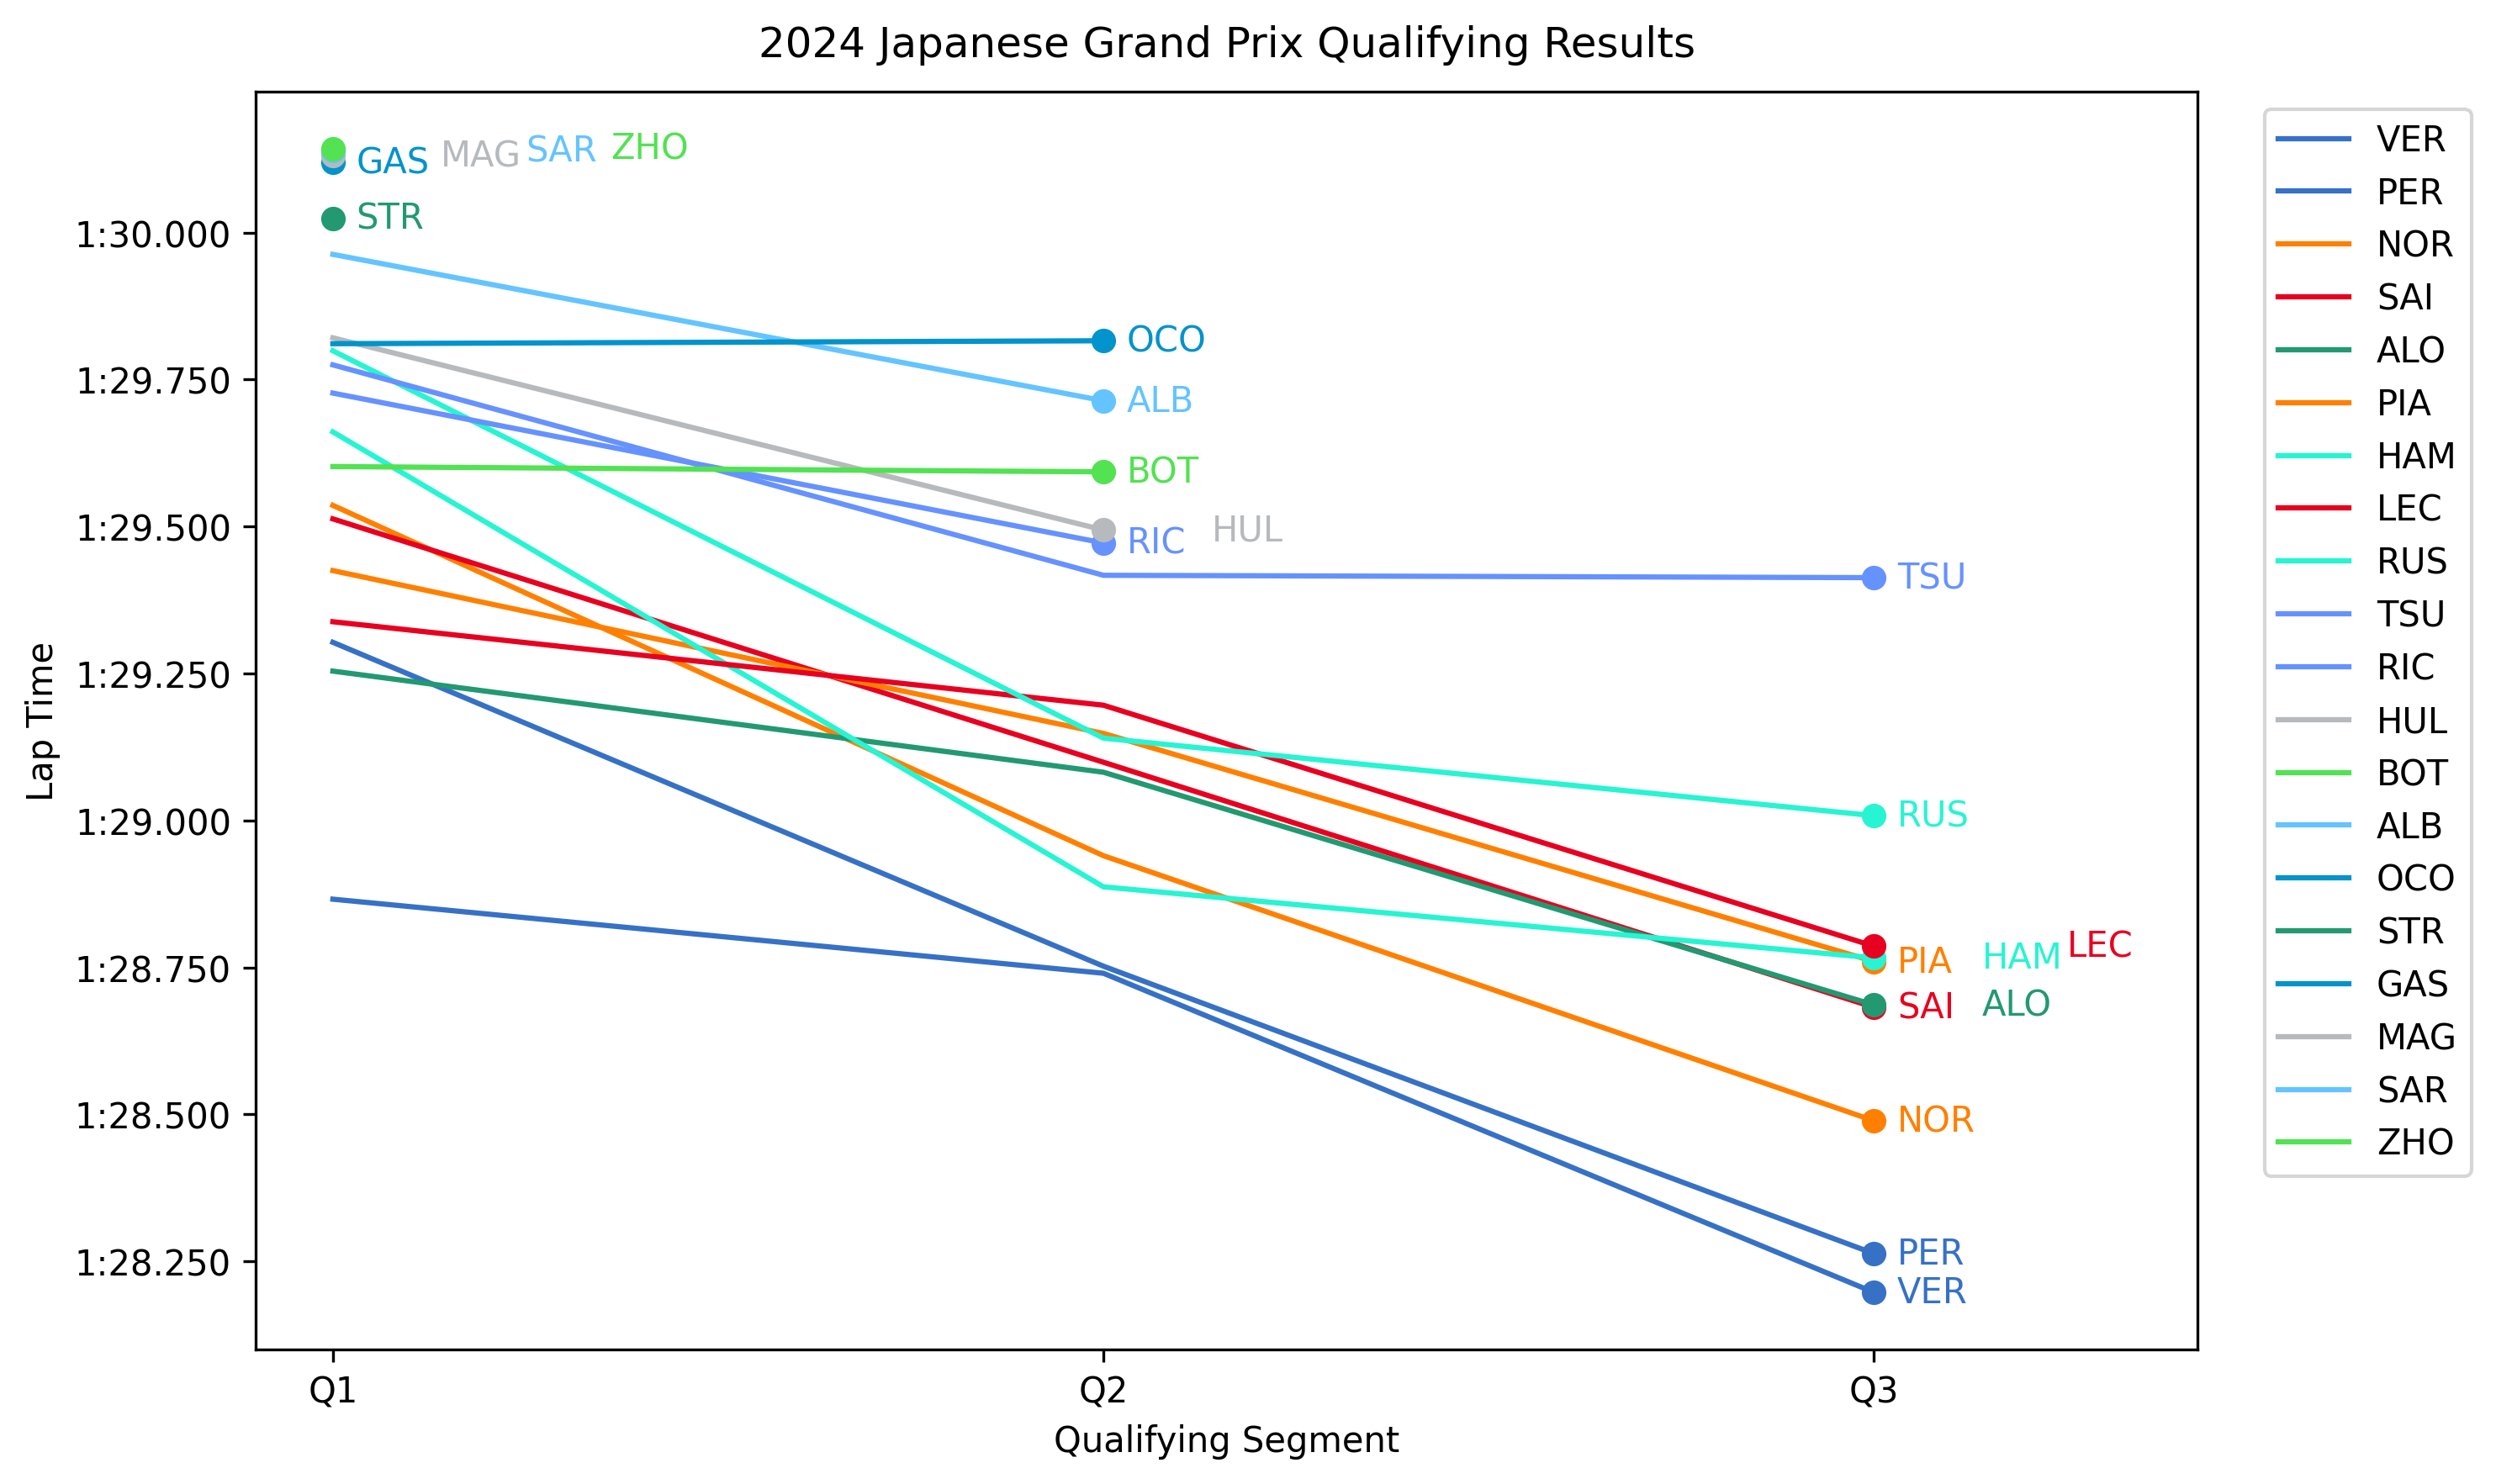 2024 Japanese Grand Prix Qualifying Results
GAS MAG SAR ZHO
STR
OCO
ALB
BOT
RIC HUL
TSU
RUS
PIA HAM LEC
SAI ALO
NOR
PER
VER
1:30.000
1:29.750
1:29.500
1:29.250
1:29.000
1:28.750
1:28.500
1:28.250
Lap Time
Q1 Q2 Q3
Qualifying Segment
VER
PER
NOR
SAI
ALO
PIA
HAM
LEC
RUS
TSU
RIC
HUL
BOT
ALB
OCO
STR
GAS
MAG
SAR
ZHO